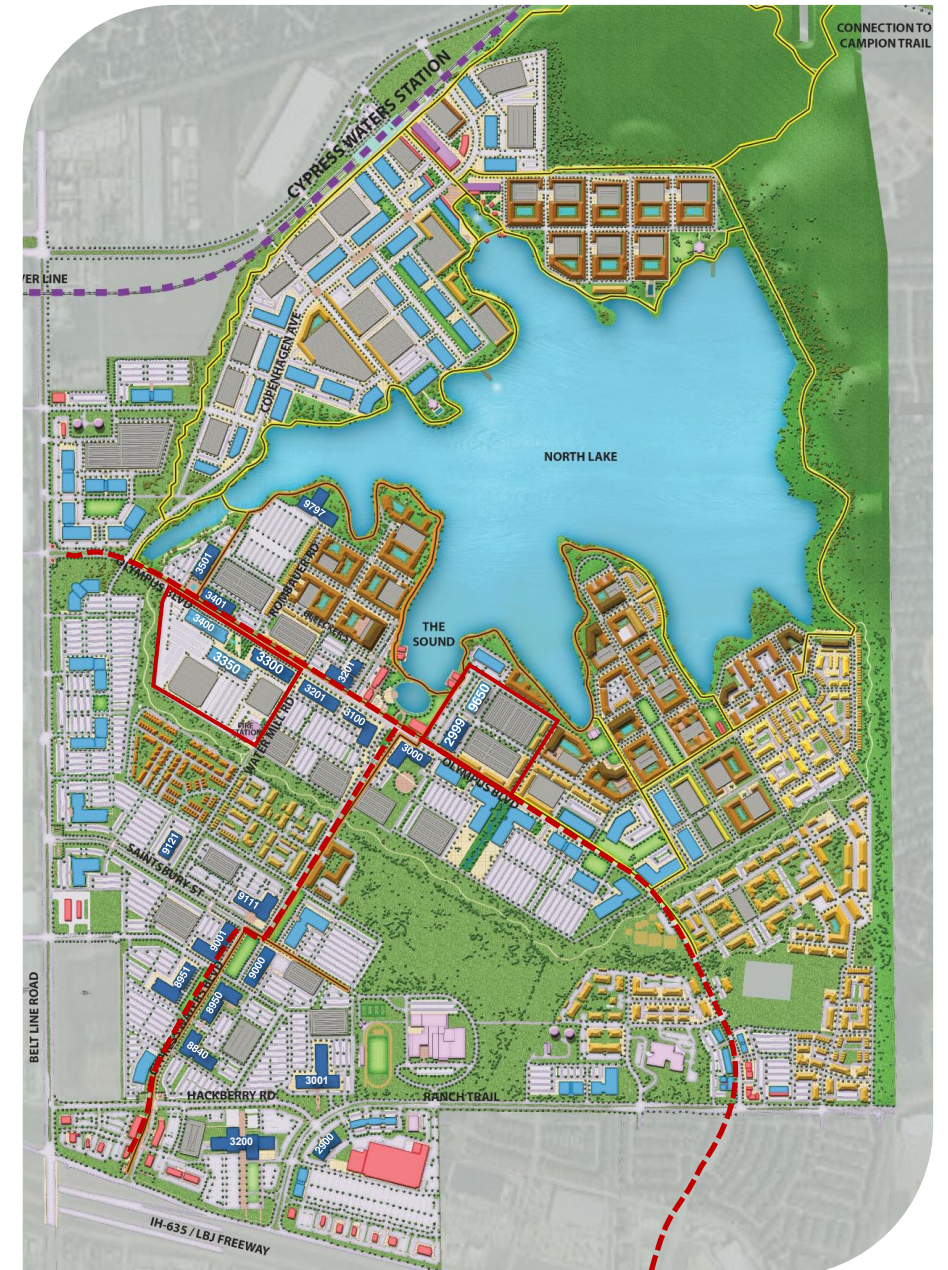 CONNECTION TO
CAMPION TRAIL
CYPRESS WATERS STATION
VER LINE
COPENHAGEN AVE
NORTH LAKE
9797
3501
OLYMPUS BLVD
3401
3400
3350
3300
3201
THE
SOUND
3201
3100
WATER MILL RD
FIRE
STATION
9650
2999
3000
OLYMPUS BLVD
9121
SAINTSBURY ST
9111
9001
9000
8951
8950
8840
BELT LINE ROAD
3001
HACKBERRY RD
RANCH TRAIL
3200
2900
IH-635 / LBJ FREEWAY